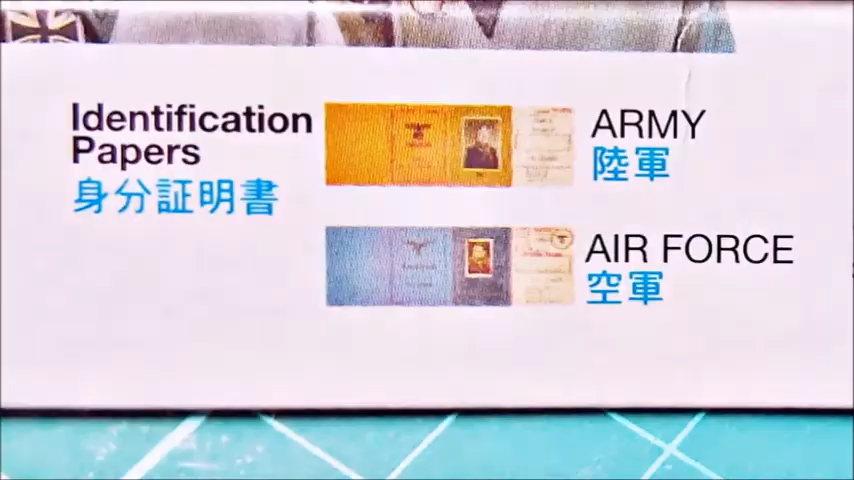 Identification
Papers
身分証明書
ARMY
陸軍
AIR FORCE
空軍